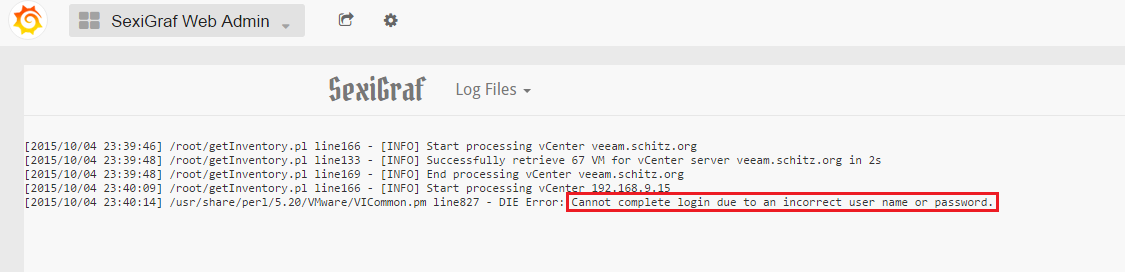 SexiGraf Web Admin
SexiGraf Log Files
[2015/10/04 23:39:46] /root/getInventory.pl line166 - [INFO] Start processing vCenter veeam.schitz.org
[2015/10/04 23:39:48] /root/getInventory.pl line133 - [INFO] Successfully retrieve 67 VM for vCenter server veeam.schitz.org in 2s
[2015/10/04 23:39:48] /root/getInventory.pl line169 - [INFO] End processing vCenter veeam.schitz.org
[2015/10/04 23:40:09] /root/getInventory.pl line166 - [INFO] Start processing vCenter 192.168.9.15
[2015/10/04 23:40:14] /usr/share/perl/5.20/VMware/VICommon.pm line827 - DIE Error: Cannot complete login due to an incorrect user name or password.